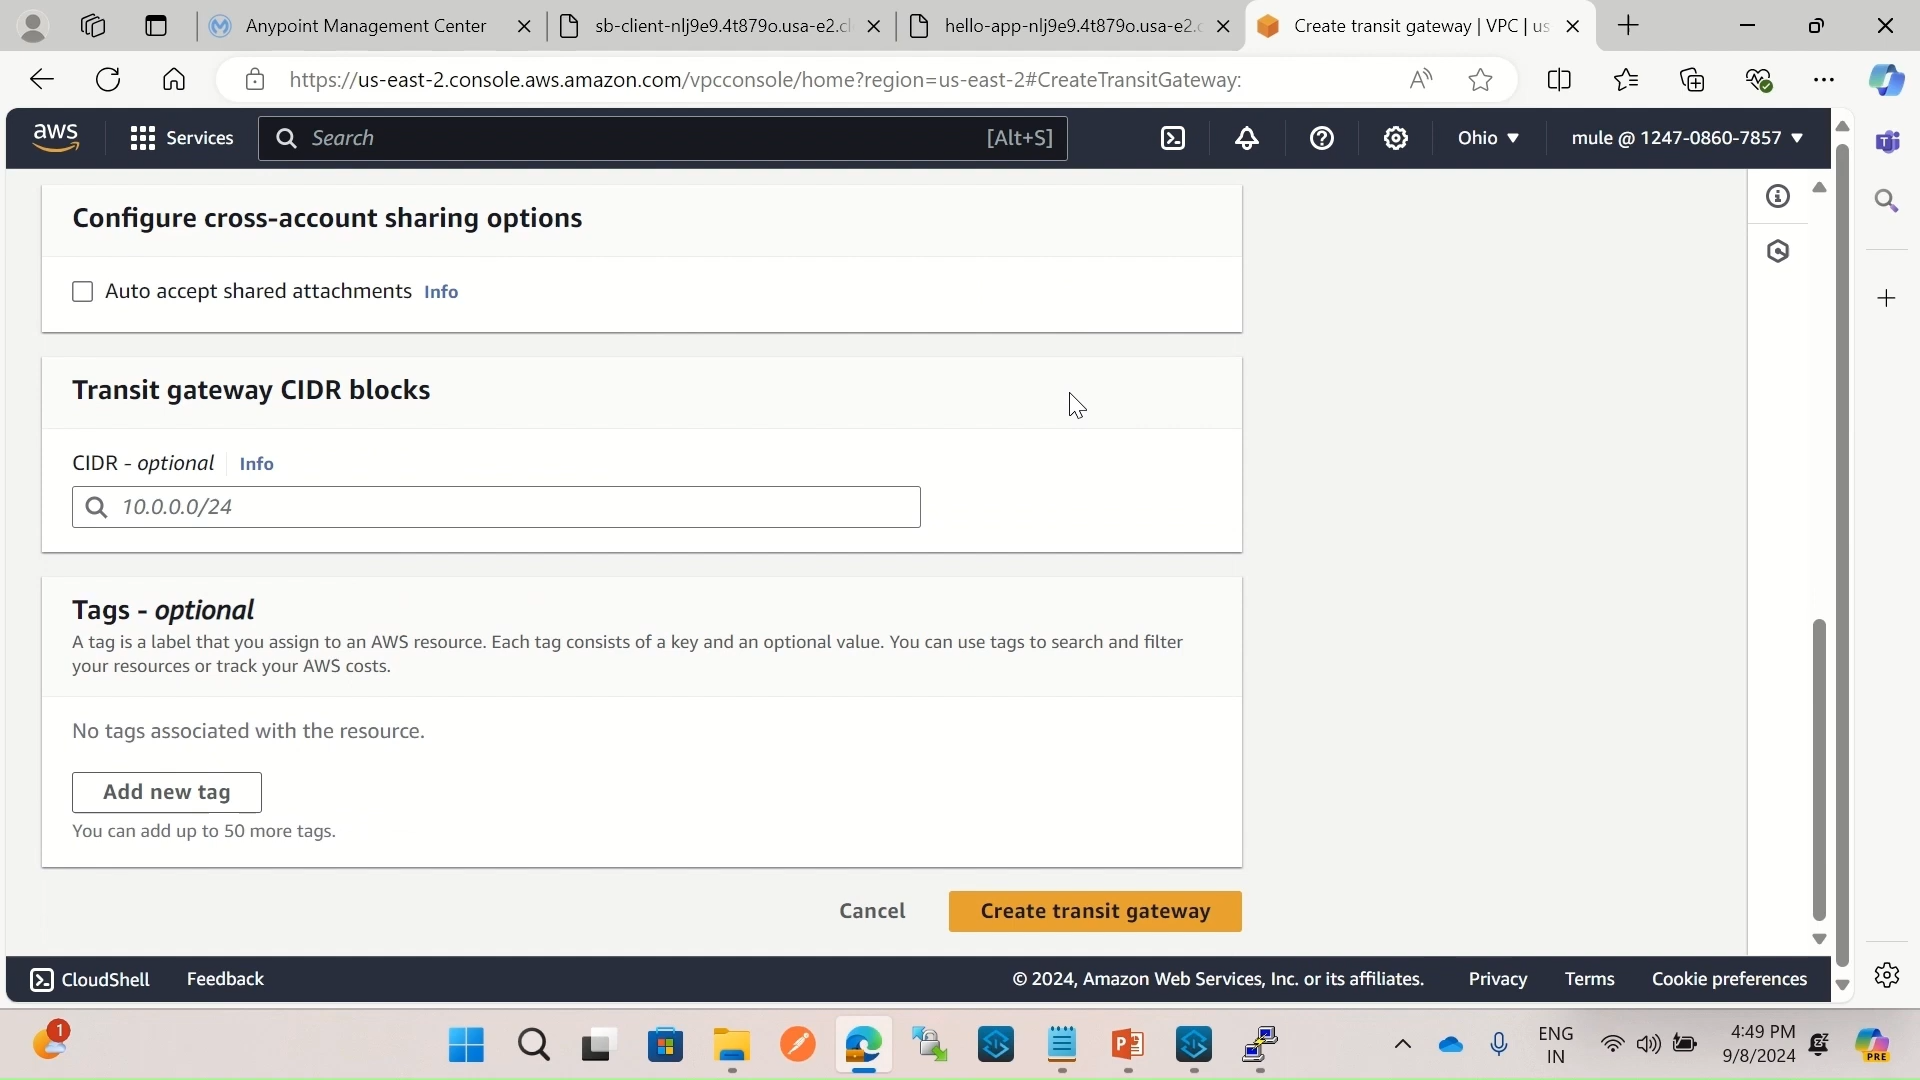 Anypoint Management Center
sb-client-nlj9e9.4t879o.usa-e2.cl
hello-app-nlj9e9.4t879o.usa-e2.c
Create transit gateway | VPC | us
https://us-east-2.console.aws.amazon.com/vpcconsole/home?region=us-east-2#CreateTransitGateway:
aws
Services
Search
[Alt+S]
Ohio
mule @ 1247-0860-7857
Configure cross-account sharing options
Auto accept shared attachments Info
Transit gateway CIDR blocks
CIDR - optional Info
10.0.0.0/24
Tags - optional
A tag is a label that you assign to an AWS resource. Each tag consists of a key and an optional value. You can use tags to search and filter
your resources or track your AWS costs.
No tags associated with the resource.
Add new tag
You can add up to 50 more tags.
Cancel
Create transit gateway
CloudShell
Feedback
© 2024, Amazon Web Services, Inc. or its affiliates.
Privacy
Terms
Cookie preferences
1
ENG
IN
4:49 PM
9/8/2024
PRE